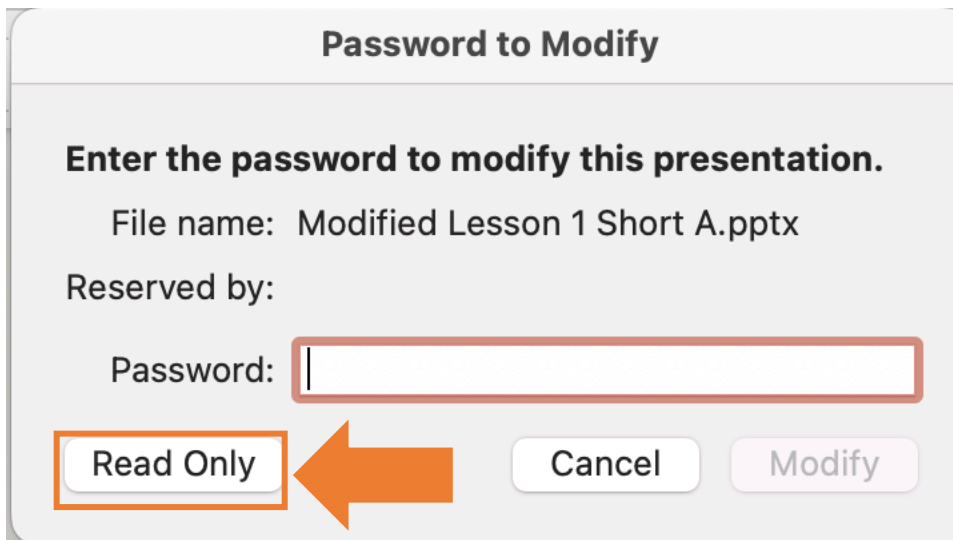 Password to Modify
Enter the password to modify this presentation.
File name: Modified Lesson 1 Short A.pptx
Reserved by:
Password:
Read Only Cancel Modify